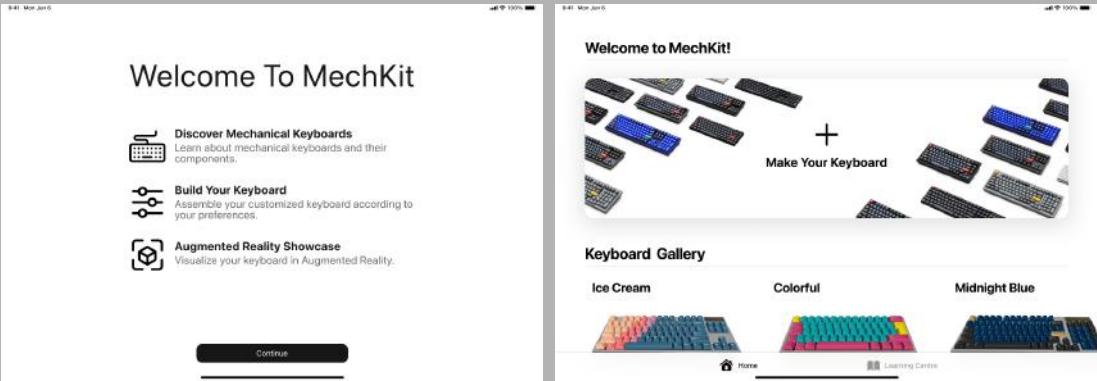 9:41 Mon Jun 6
100%
Welcome To MechKit
Discover Mechanical Keyboards
Learn about mechanical keyboards and their
components.
Build Your Keyboard
Assemble your customized keyboard according to
your preferences.
Augmented Reality Showcase
Visualize your keyboard in Augmented Reality.
Continue
9:41 Mon Jun 6
100%
Welcome to MechKit!
Make Your Keyboard
Keyboard Gallery
Ice Cream
Colorful
Midnight Blue
Home
Learning Centre